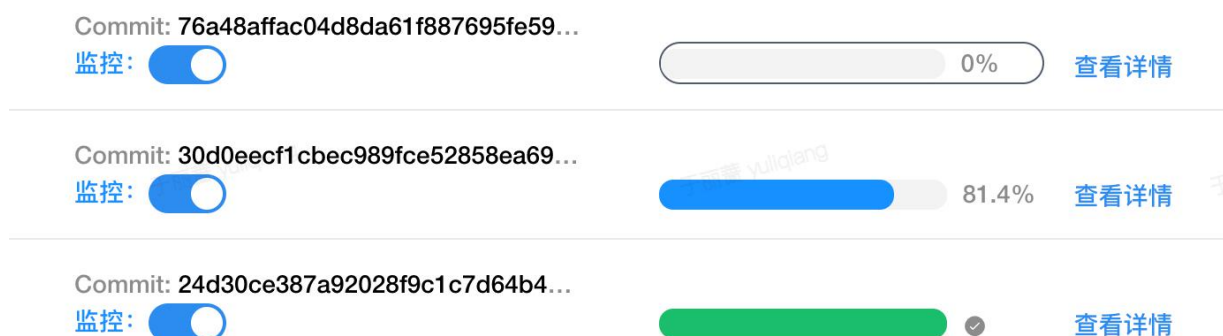 Commit: 76a48affac04d8da61f887695fe59...
监控：
0%
查看详情
Commit: 30d0eecf1cbec989fce52858ea69...
监控：
81.4%
查看详情
yuliqiang
Commit: 24d30ce387a92028f9c1c7d64b4...
监控：
查看详情